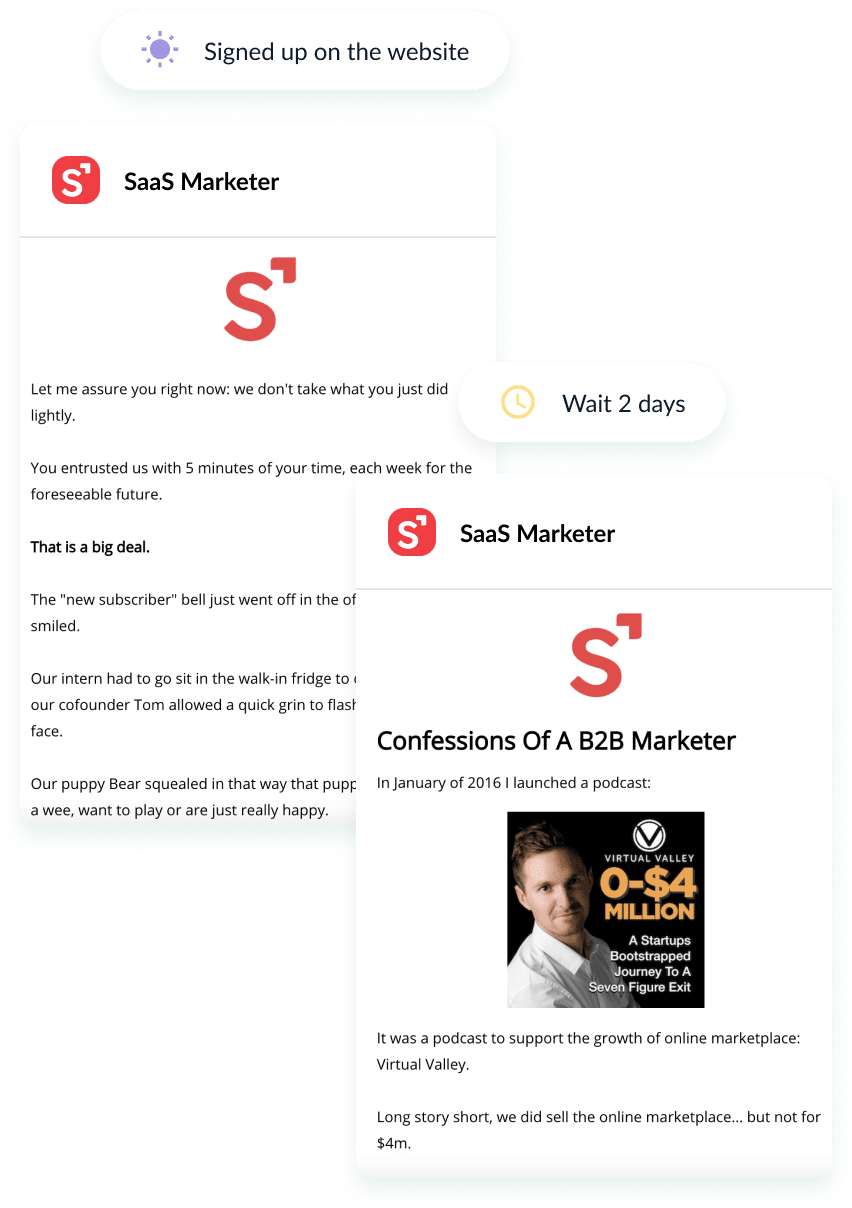 Signed up on the website
S
SaaS Marketer
S
Let me assure you right now: we don't take what you just did
lightly.
You entrusted us with 5 minutes of your time, each week for the
foreseeable future.
That is a big deal.
The "new subscriber" bell just went off in the
smiled.
Our intern had to go sit in the walk-in fridge to
our cofounder Tom allowed a quick grin to
face.
Our puppy Bear squealed in that way that
a wee, want to play or are just really happy.
Wait 2 days
S
SaaS Marketer
S
Confessions Of A B2B Marketer
In January of 2016 I launched a podcast:
V
VIRTUAL VALLEY
0-$4
MILLION
A Startups
Bootstrapped
Journey To A
Seven Figure Exit
It was a podcast to support the growth of online marketplace:
Virtual Valley.
Long story short, we did sell the online marketplace... but not for
$4m.